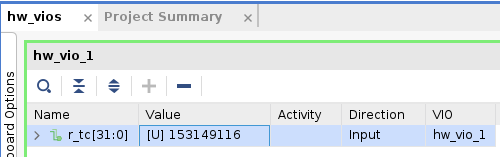 hw_vios × Project Summary ×
hw_vio_1
Name Value Activity Direction VIO
r_tc[31:0] [U] 153149116 Input hw_vio_1
board Options